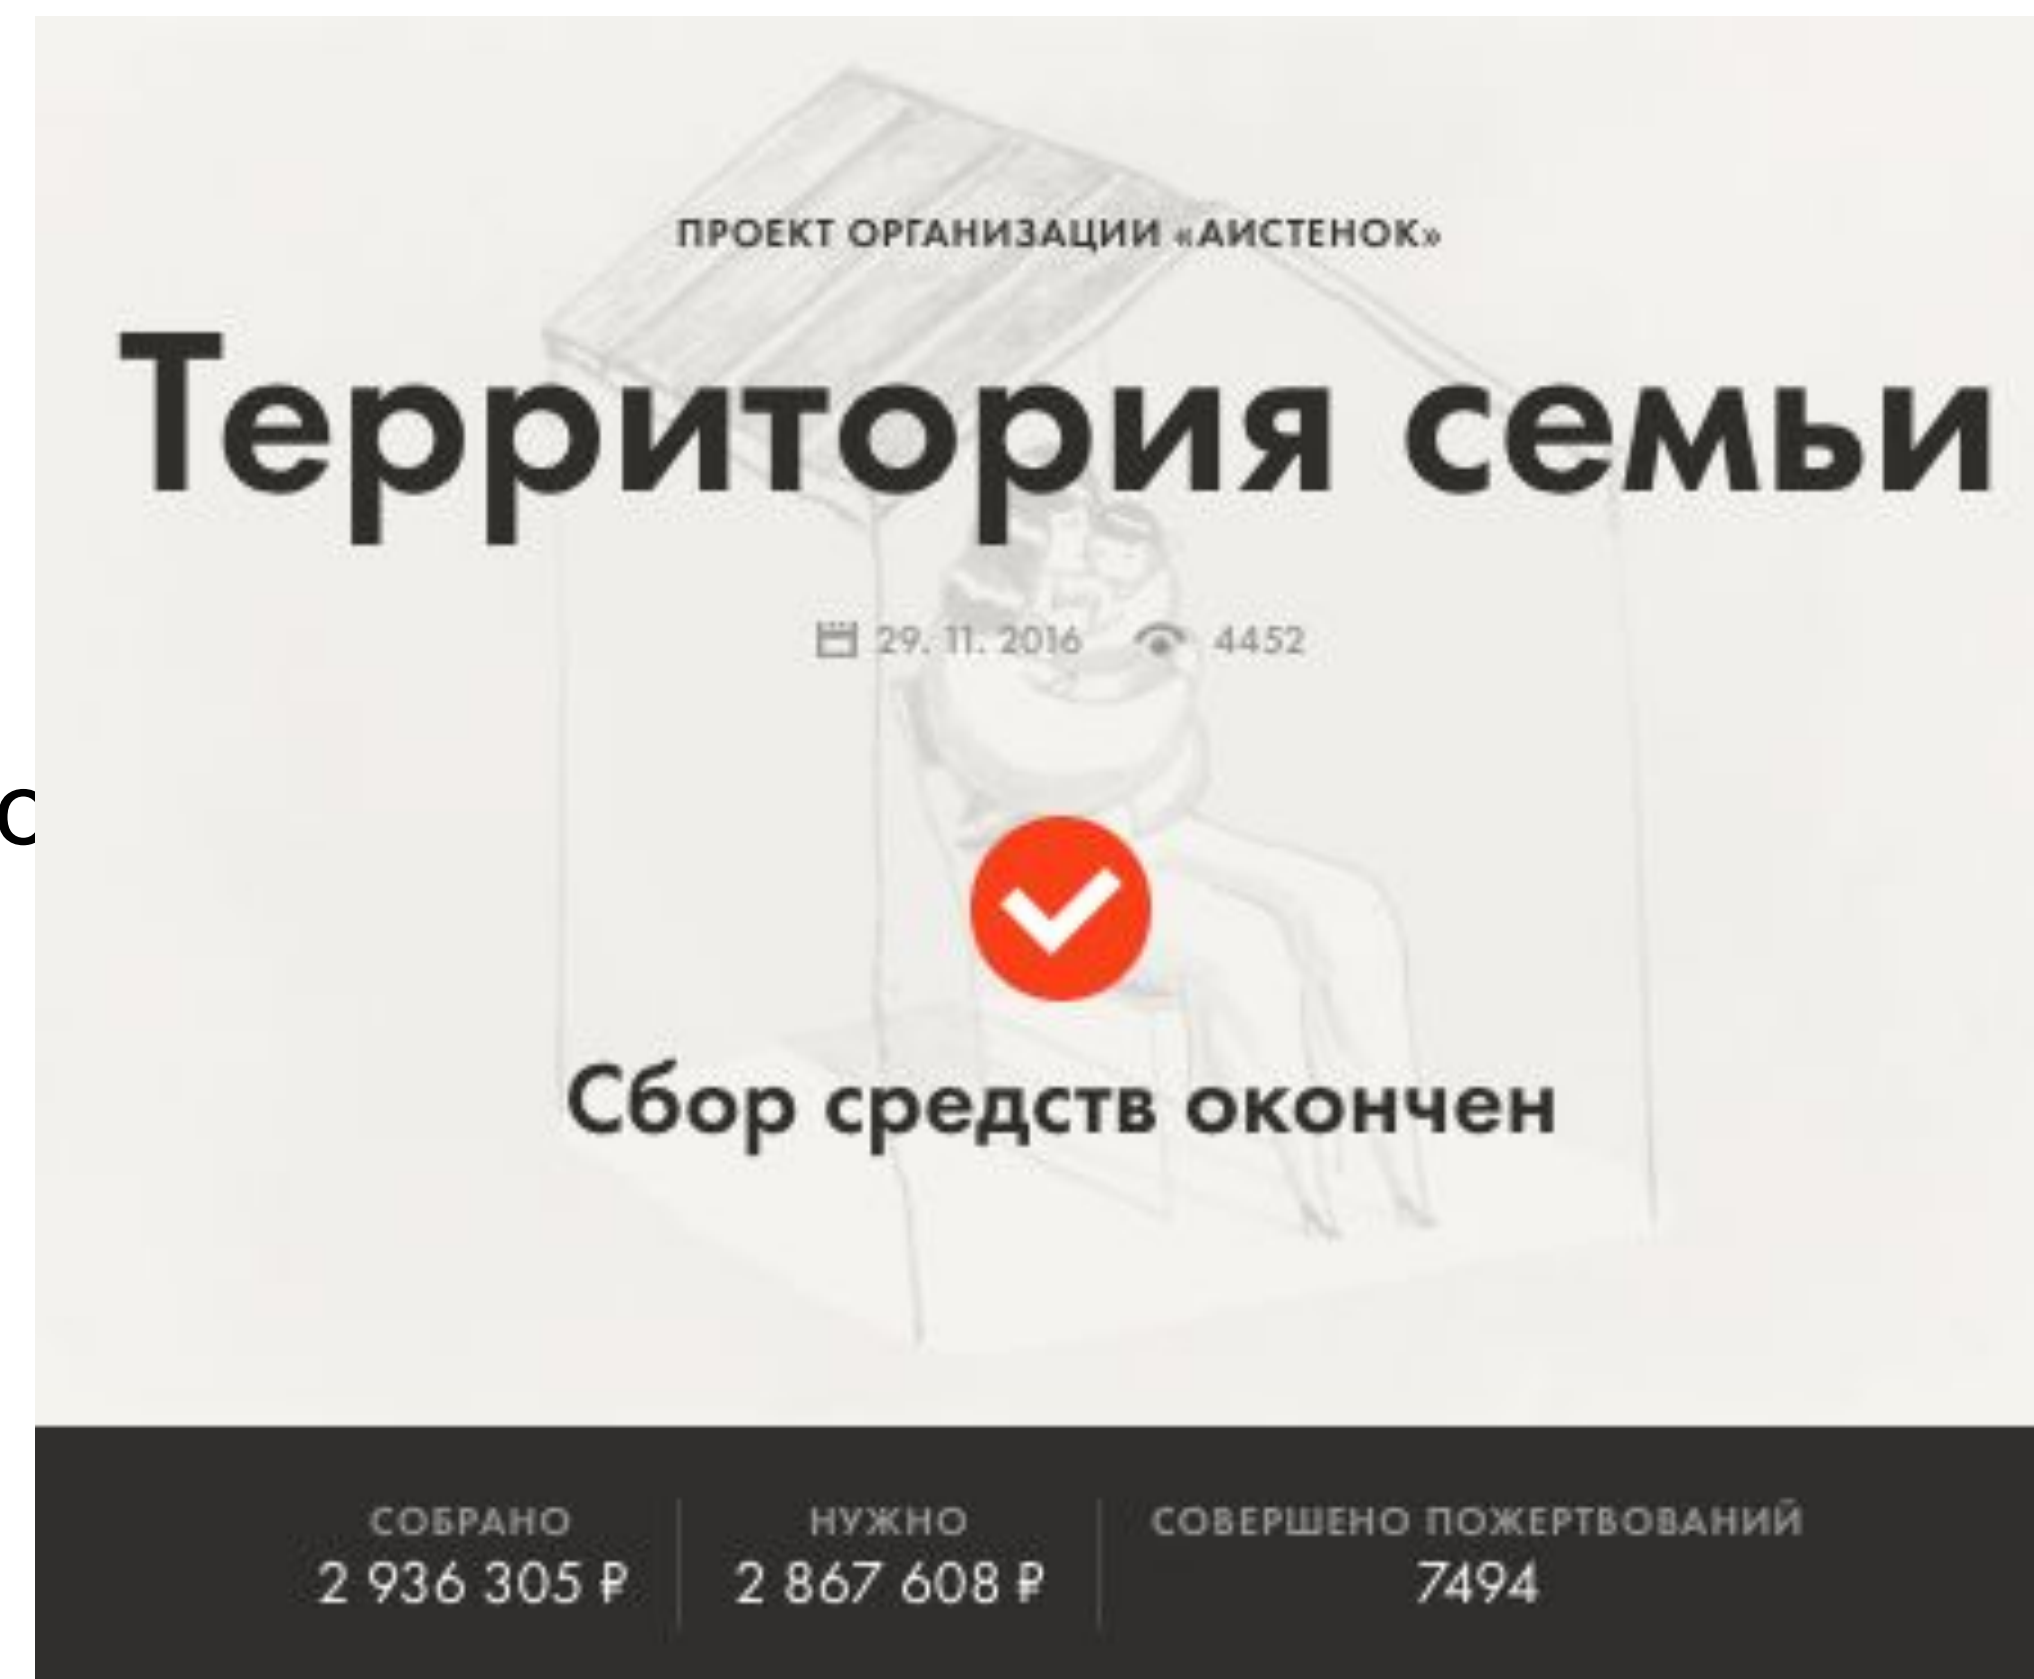 ПРОЕКТ ОРГАНИЗАЦИИ «АИСТЕНОК»
Территория семьи
29. 11. 2016 4452
Сбор средств окончен
СОБРАНО НУЖНО СОВЕРШЕНО ПОЖЕРТВОВАНИЙ
2 936 305 ₽ 2 867 608 ₽ 7494